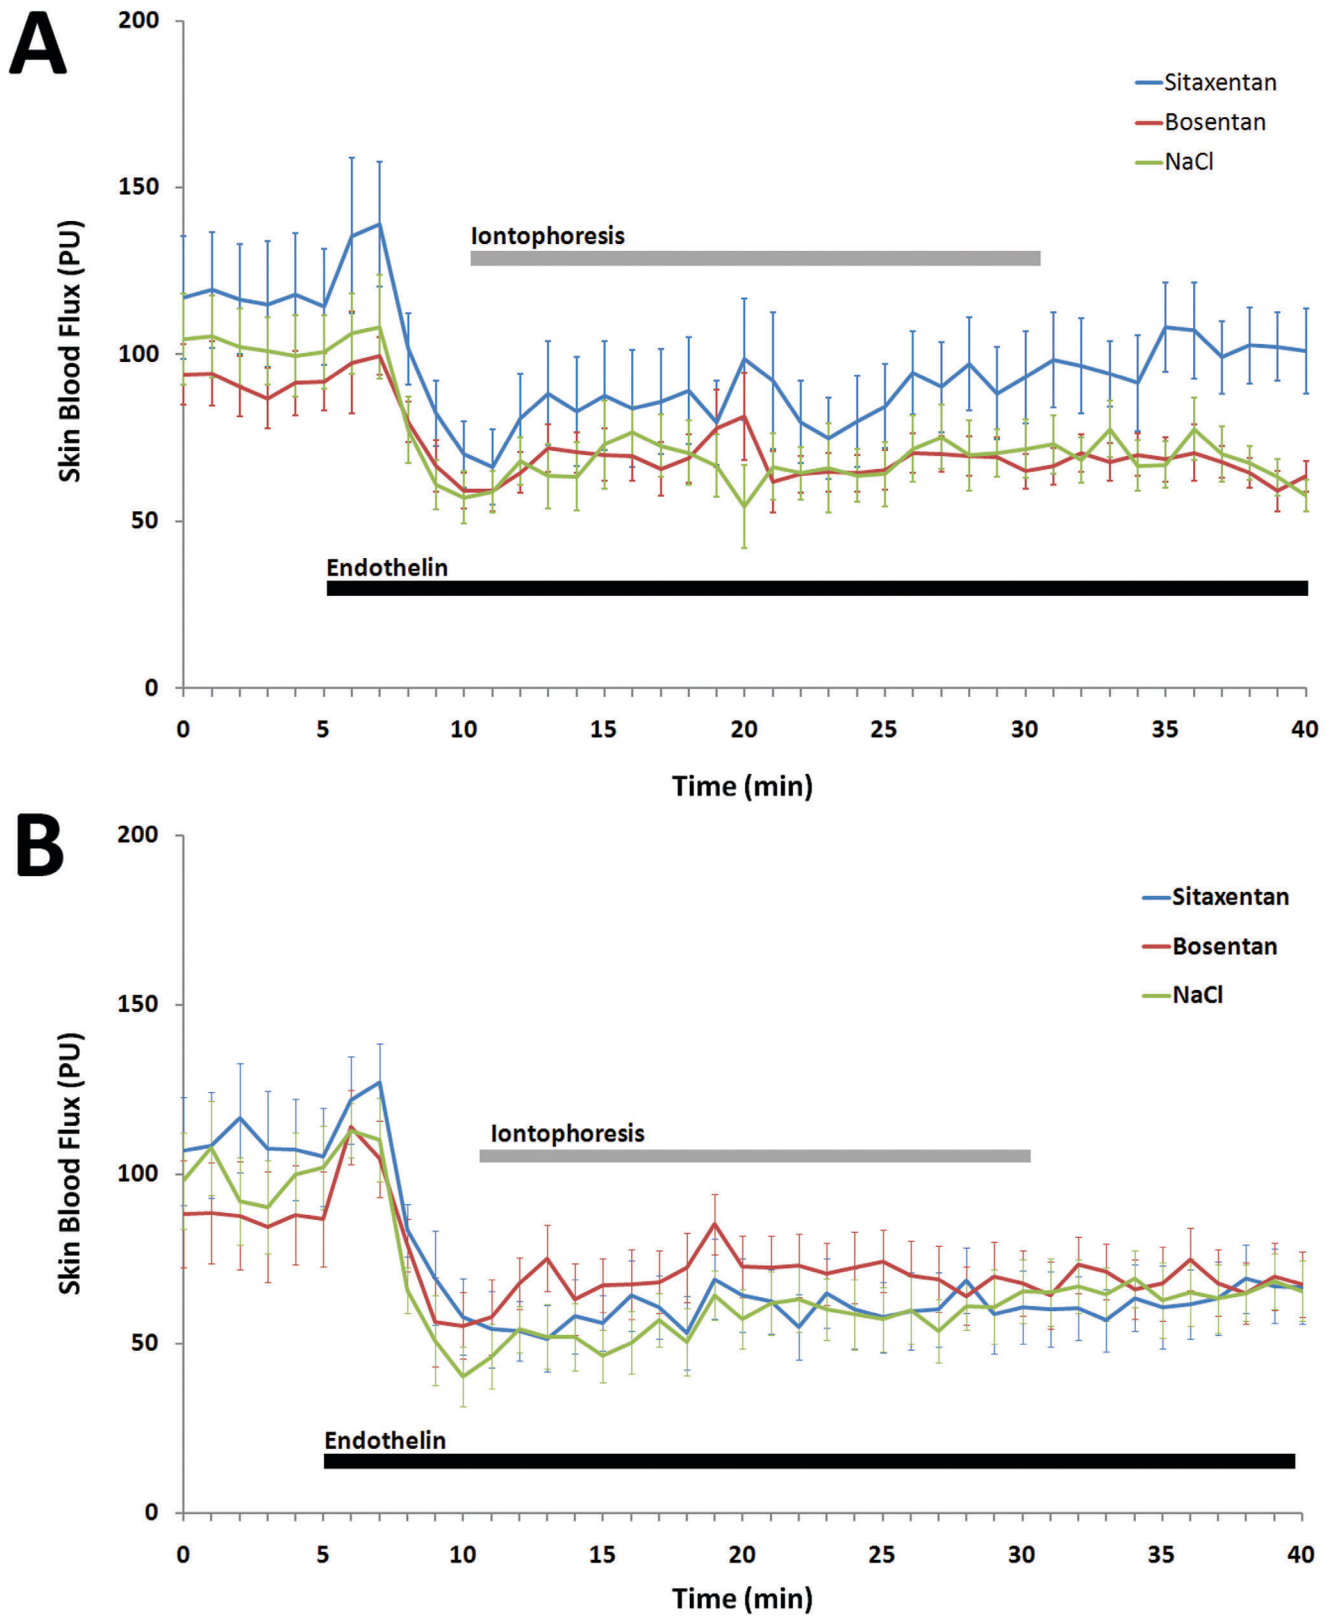 A
200
150
100
50
0
Skin Blood Flux (PU)
Sitaxentan
Bosentan
NaCl
Iontophoresis
Endothelin
0 5 10 15 20 25 30 35 40
Time (min)
B
200
150
100
50
0
Skin Blood Flux (PU)
Sitaxentan
Bosentan
NaCl
Iontophoresis
Endothelin
0 5 10 15 20 25 30 35 40
Time (min)